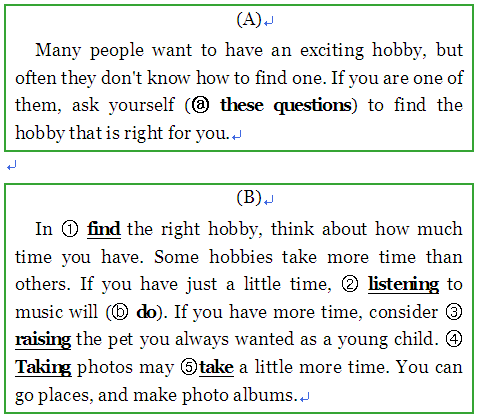 (A)↵
Many people want to have an exciting hobby, but
often they don't know how to find one. If you are one of
them, ask yourself (ⓐ these questions) to find the
hobby that is right for you.↵
↵
(B)↵
In ① find the right hobby, think about how much
time you have. Some hobbies take more time than
others. If you have just a little time, ② listening to
music will (ⓑ do). If you have more time, consider ③
raising the pet you always wanted as a young child. ④
Taking photos may ⑤take a little more time. You can
go places, and make photo albums.↵